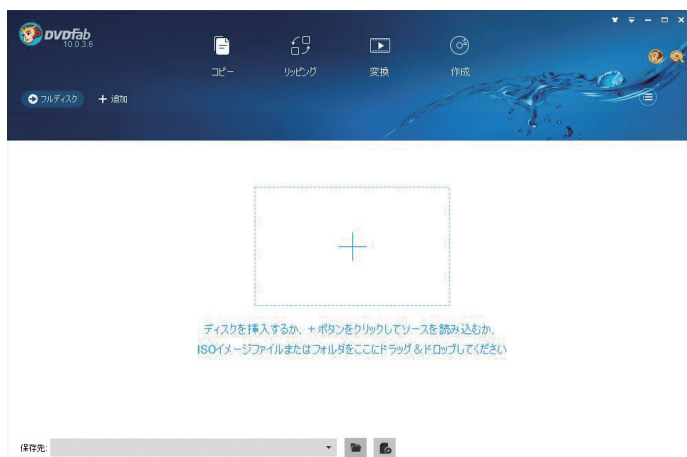 DVDFab
10.0.3.6
コピー
リッピング
変換
作成
フルディスク
追加
ディスクを挿入するか、+ ボタンをクリックしてソースを読み込むか、
ISOイメージファイルまたはフォルダをここにドラッグ&ドロップしてください
保存先: